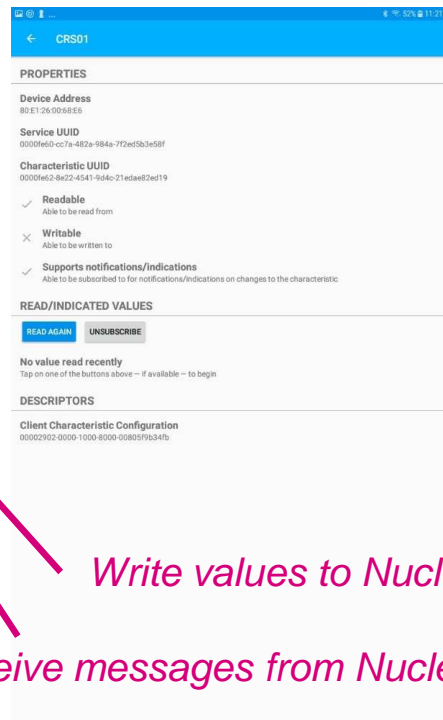 52% 11:21
CRS01
PROPERTIES
Device Address
80:E1:26:00:68:E6
Service UUID
0000fe60-cc7a-482a-984a-7f2ed5b3e58f
Characteristic UUID
0000fe62-8e22-4541-9d4c-21edae82ed19
Readable
Able to be read from
Writable
Able to be written to
Supports notifications/indications
Able to be subscribed to for notifications/indications on changes to the characteristic
READ/INDICATED VALUES
READ AGAIN UNSUBSCRIBE
No value read recently
Tap on one of the buttons above — if available — to begin
DESCRIPTORS
Client Characteristic Configuration
00002902-0000-1000-8000-00805f9b34fb
Write values to Nucl
eive messages from Nucle